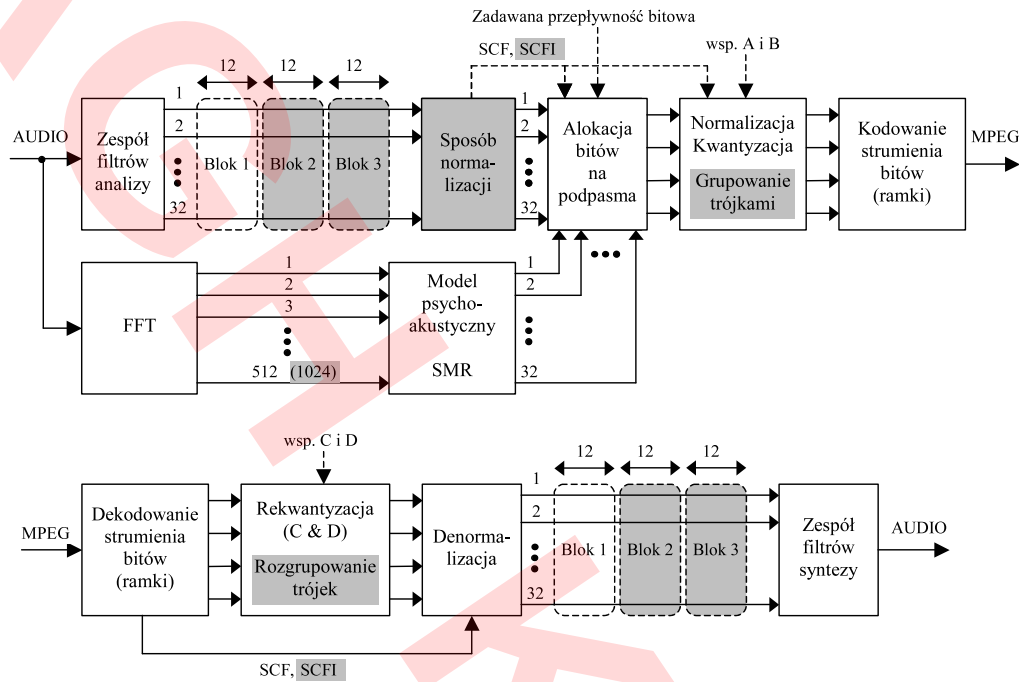 Zadawana przepływność bitowa
SCF, SCFI
wsp. A i B
12
12
12
AUDIO
Zespół
filtrów
analizy
1
2
32
Blok 1
Blok 2
Blok 3
Sposób
norma-
lizacji
1
2
32
Alokacja
bitów
na
podpasma
Normalizacja
Kwantyzacja
Grupowanie
trójkami
Kodowanie
strumienia
bitów
(ramki)
MPEG
FFT
1
2
3
512 (1024)
Model
psycho-
akustyczny
SMR
1
2
32
wsp. C i D
12
12
12
MPEG
Dekodowanie
strumienia
bitów
(ramki)
Rekwantyzacja
(C & D)
Rozgrupowanie
trójek
Denorma-
lizacja
1
2
32
Blok 1
Blok 2
Blok 3
Zespół
filtrów
syntezy
AUDIO
SCF, SCFI